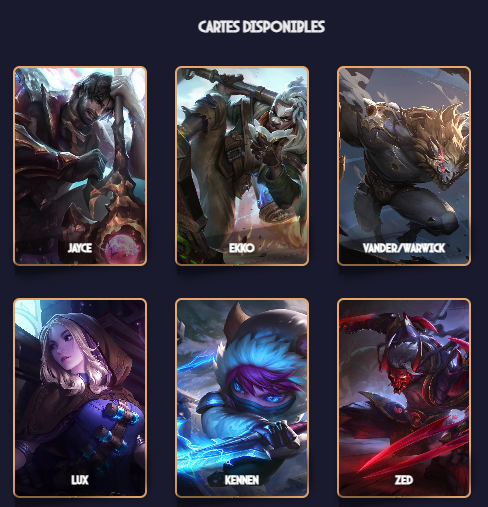 CARTES DISPONIBLES
JAYCE
EKKO
VANDER/WARWICK
LUX
KENNEN
ZED